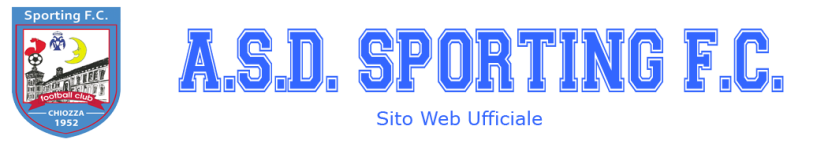 Sporting F.C.
football club
CHIOZZA
1952
A.S.D. SPORTING F.C.
Sito Web Ufficiale